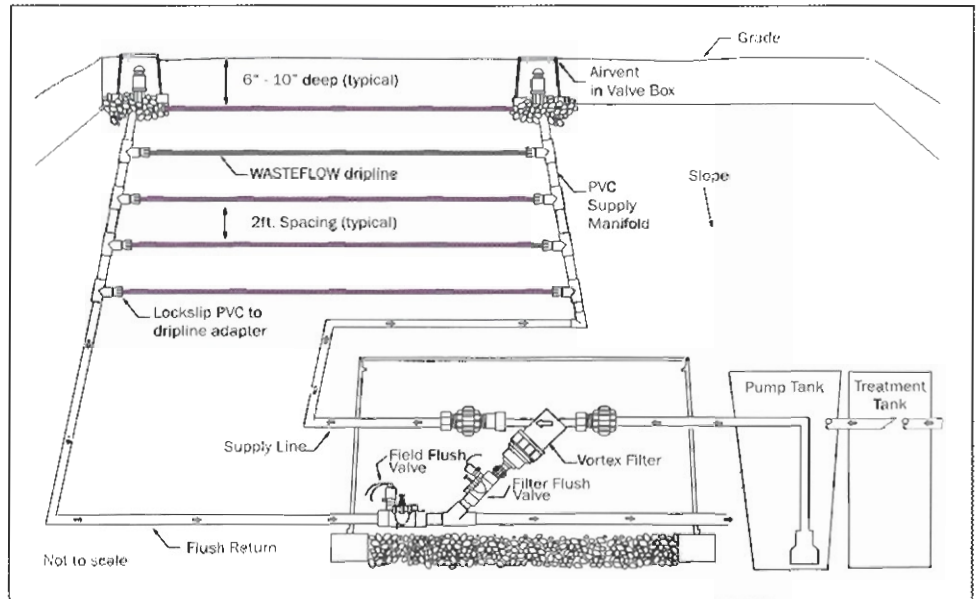 Grade
6" - 10" deep (typical)
Airvent
in Valve Box
WASTEFLOW dripline
Slope
PVC
Supply
Manifold
2ft. Spacing (typical)
Lockslip PVC to
dripline adapter
Pump Tank
Treatment
Tank
Supply Line
Field Flush
Valve
Vortex Filter
Filter Flush
Valve
Flush Return
Not to scale